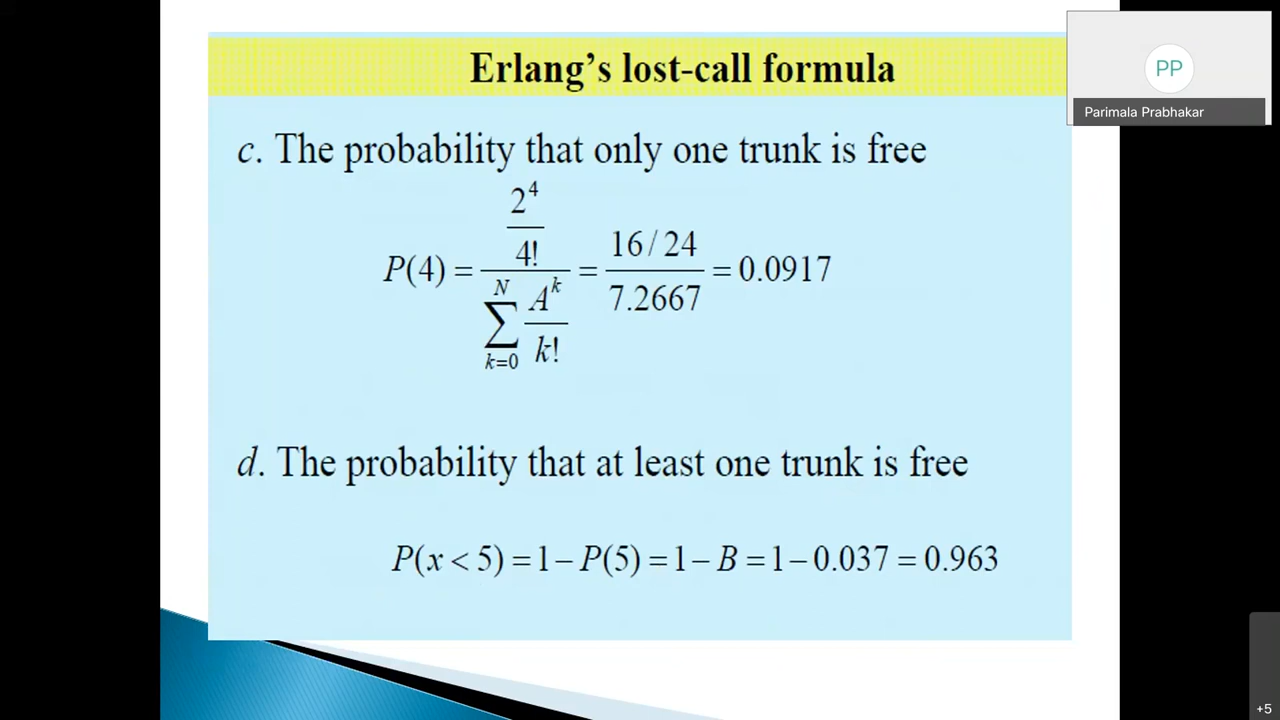 Erlang's lost-call formula
PP
Parimala Prabhakar
c. The probability that only one trunk is free
P(4) = (2^4 / 4!) / (∑_{k=0}^{N} A^k / k!) = (16 / 24) / 7.2667 = 0.0917
d. The probability that at least one trunk is free
P(x < 5) = 1 − P(5) = 1 − B = 1 − 0.037 = 0.963
+5